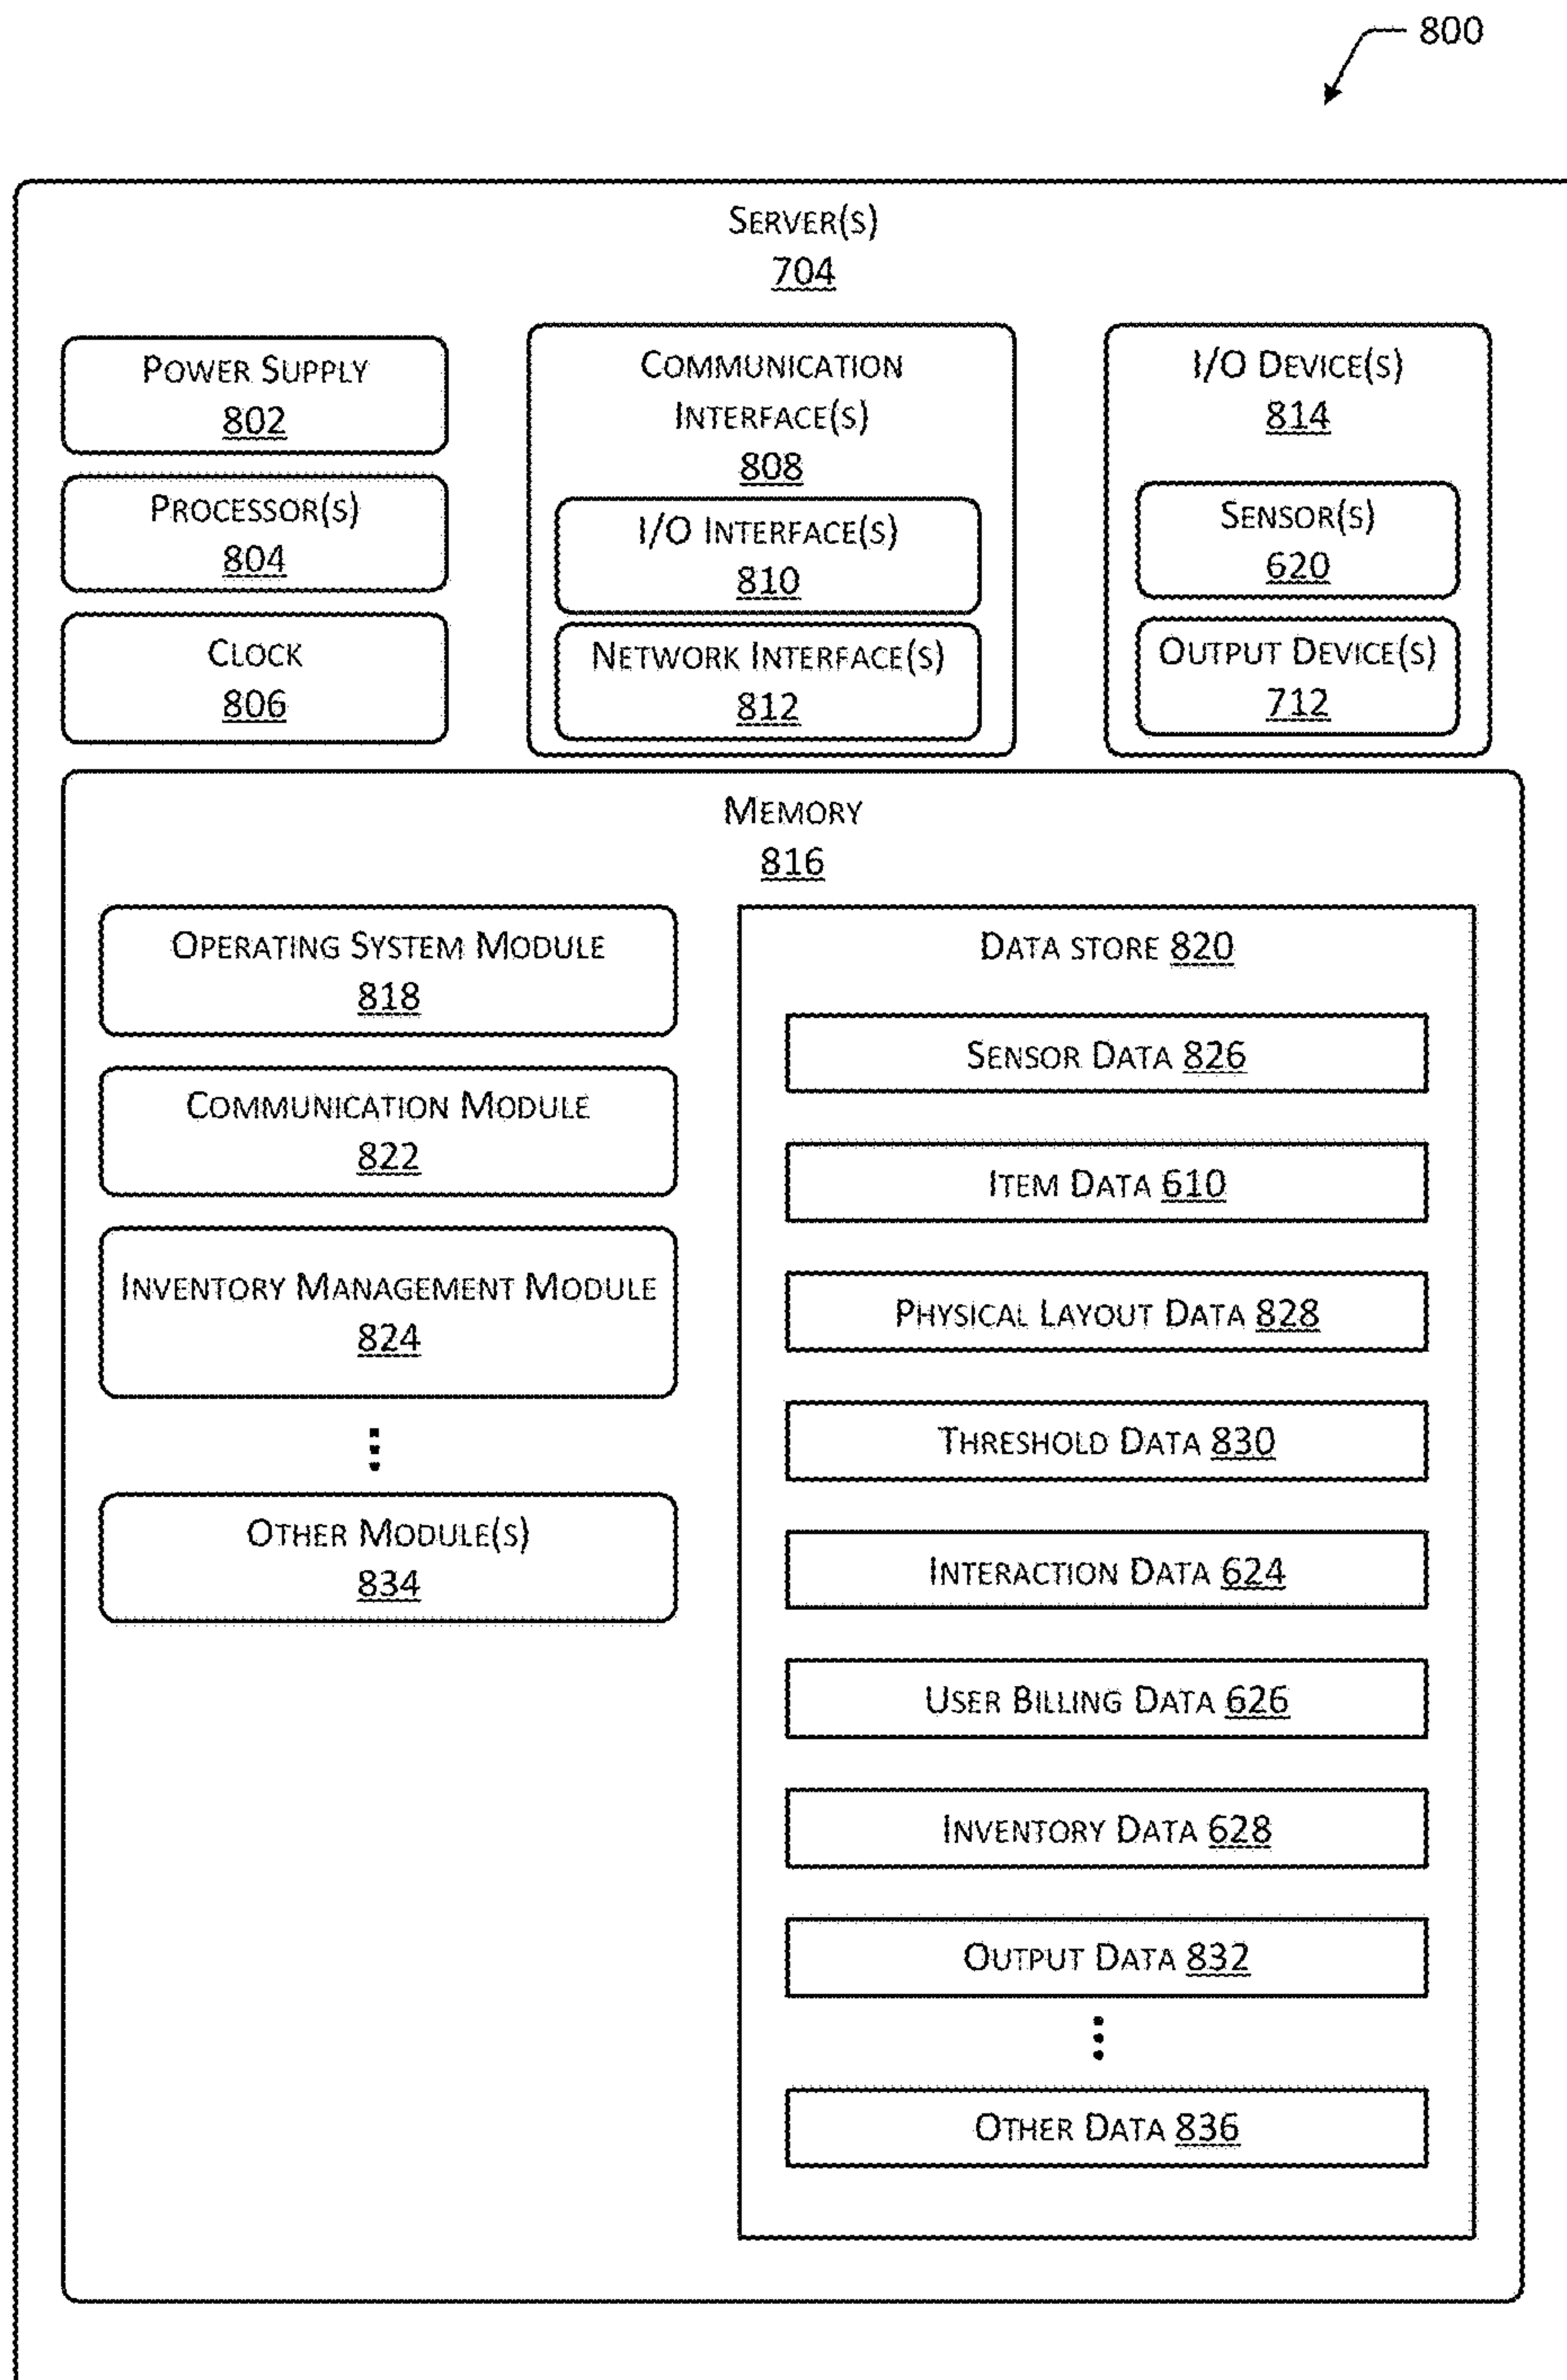 800
SERVER(S)
704
POWER SUPPLY
802
PROCESSOR(S)
804
CLOCK
806
COMMUNICATION
INTERFACE(S)
808
I/O INTERFACE(S)
810
NETWORK INTERFACE(S)
812
I/O DEVICE(S)
814
SENSOR(S)
620
OUTPUT DEVICE(S)
712
MEMORY
816
OPERATING SYSTEM MODULE
818
COMMUNICATION MODULE
822
INVENTORY MANAGEMENT MODULE
824
OTHER MODULE(S)
834
DATA STORE 820
SENSOR DATA 826
ITEM DATA 610
PHYSICAL LAYOUT DATA 828
THRESHOLD DATA 830
INTERACTION DATA 624
USER BILLING DATA 626
INVENTORY DATA 628
OUTPUT DATA 832
OTHER DATA 836